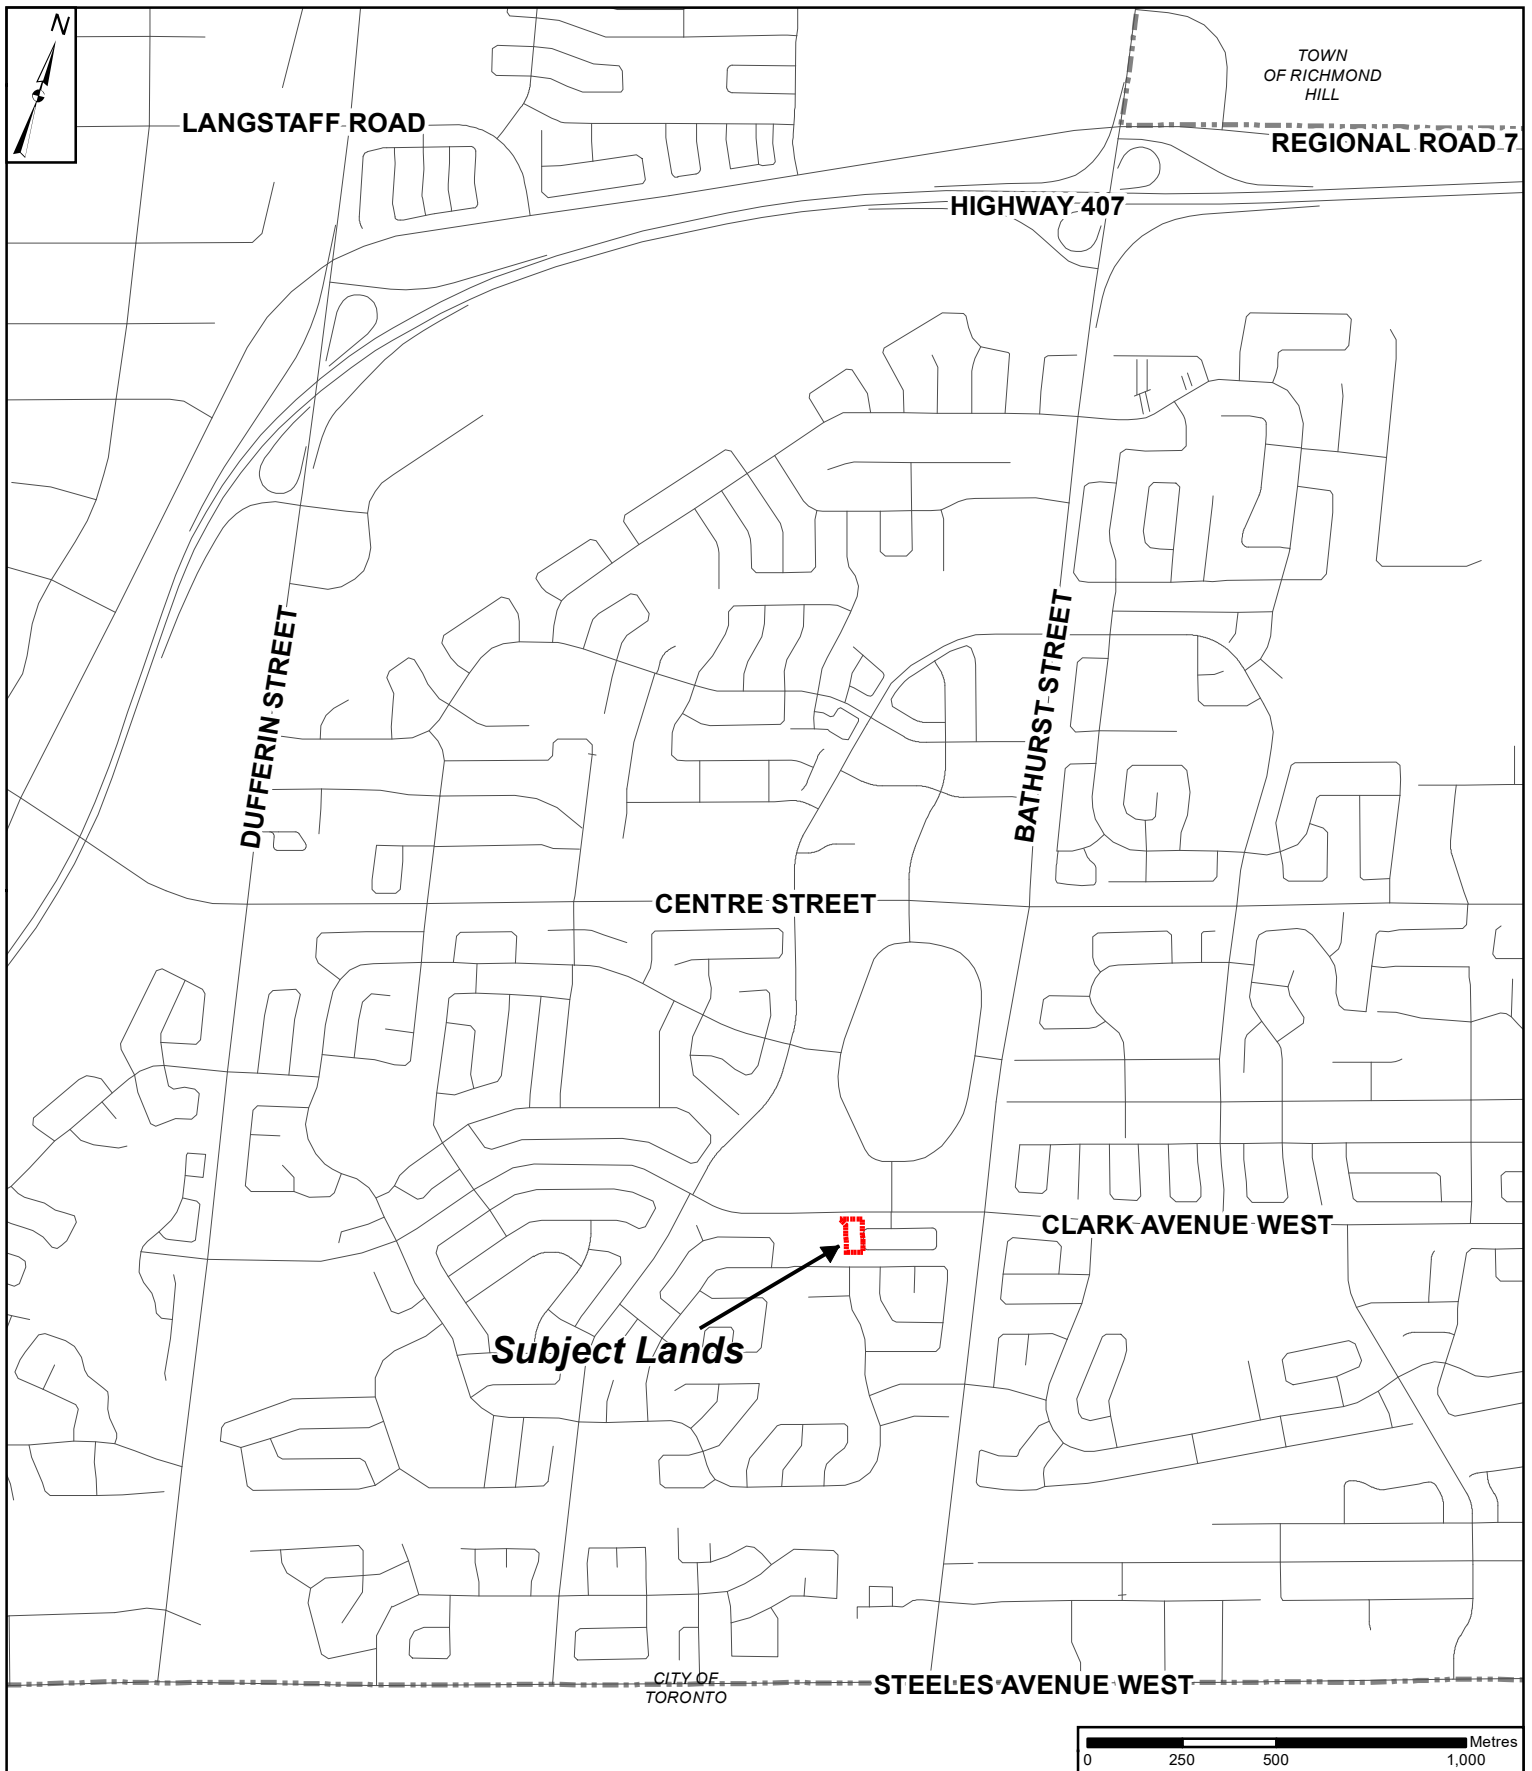 N
TOWN
OF RICHMOND
HILL
LANGSTAFF ROAD
REGIONAL ROAD 7
HIGHWAY 407
DUFFERIN STREET
BATHURST STREET
CENTRE STREET
CLARK AVENUE WEST
Subject Lands
CITY OF
TORONTO
STEELES AVENUE WEST
Metres
0 250 500 1,000